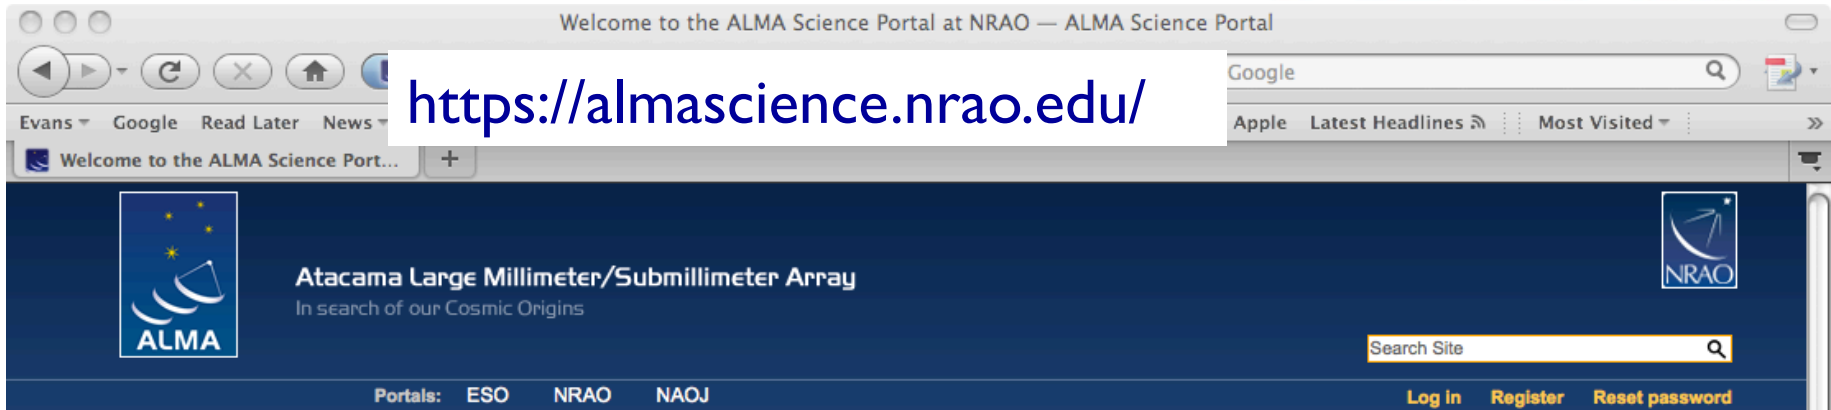 Welcome to the ALMA Science Portal at NRAO — ALMA Science Portal
https://almascience.nrao.edu/
Google
Evans Google Read Later News Apple Latest Headlines Most Visited »
Welcome to the ALMA Science Port... +
ALMA
Atacama Large Millimeter/Submillimeter Array
In search of our Cosmic Origins
NRAO
Search Site
Portals: ESO NRAO NAOJ
Log in Register Reset password